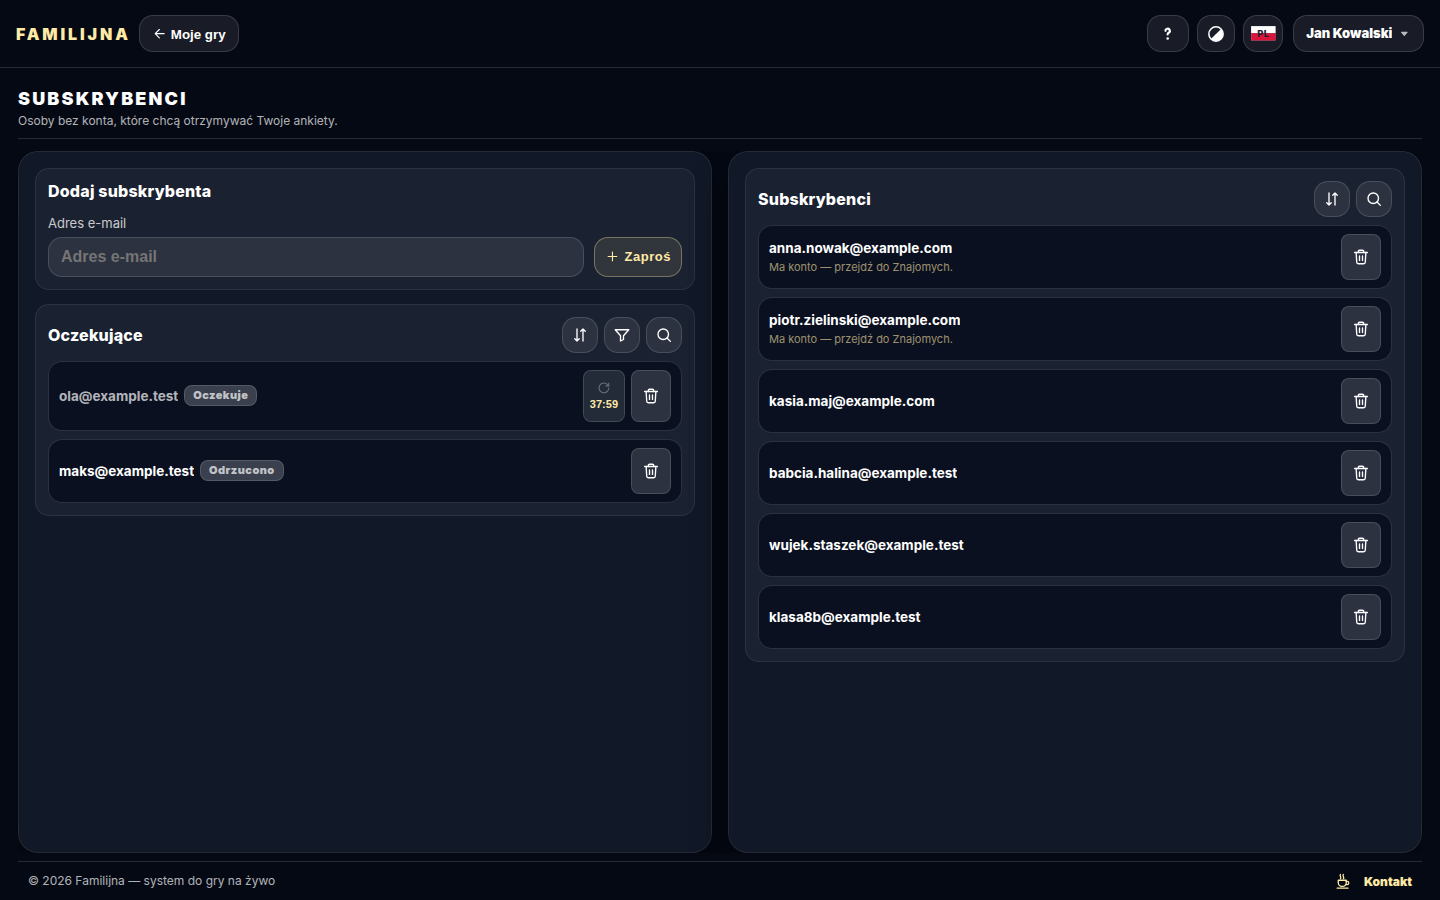 FAMILIJNA
← Moje gry
?
PL
Jan Kowalski
SUBSKRYBENCI
Osoby bez konta, które chcą otrzymywać Twoje ankiety.
Dodaj subskrybenta
Adres e-mail
Adres e-mail
+ Zaproś
Oczekujące
ola@example.test Oczekuje
37:59
maks@example.test Odrzucono
Subskrybenci
anna.nowak@example.com
Ma konto — przejdź do Znajomych.
piotr.zielinski@example.com
Ma konto — przejdź do Znajomych.
kasia.maj@example.com
babcia.halina@example.test
wujek.staszek@example.test
klasa8b@example.test
© 2026 Familijna — system do gry na żywo
Kontakt